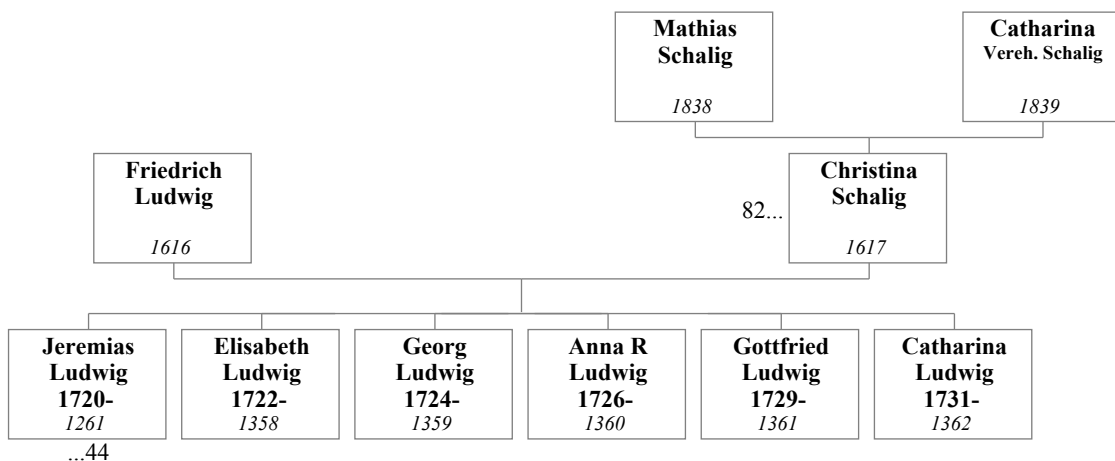 Mathias
Schalig
1838
Catharina
Vereh. Schalig
1839
Friedrich
Ludwig
1616
82...
Christina
Schalig
1617
Jeremias
Ludwig
1720-
1261
...44
Elisabeth
Ludwig
1722-
1358
Georg
Ludwig
1724-
1359
Anna R
Ludwig
1726-
1360
Gottfried
Ludwig
1729-
1361
Catharina
Ludwig
1731-
1362